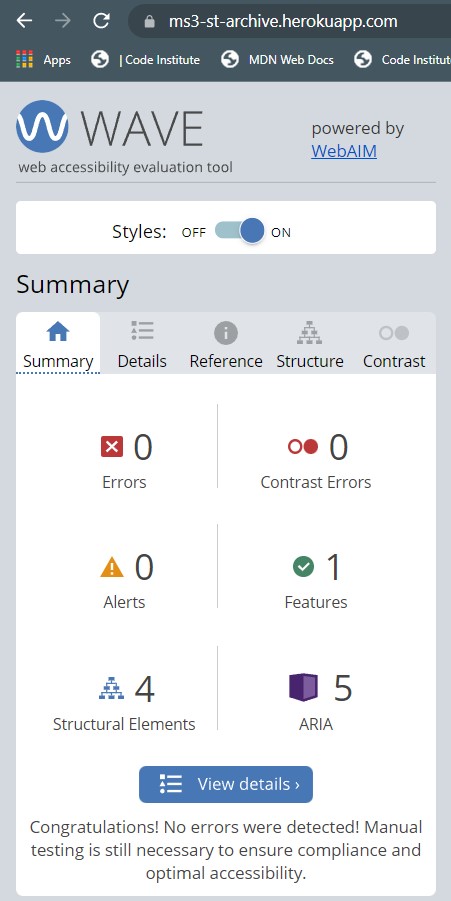 ms3-st-archive.herokuapp.com
Apps | Code Institute MDN Web Docs Code Institut
WAVE
web accessibility evaluation tool
powered by
WebAIM
Styles: OFF ON
Summary
Summary Details Reference Structure Contrast
0 0
Errors Contrast Errors
0 1
Alerts Features
4 5
Structural Elements ARIA
View details ›
Congratulations! No errors were detected! Manual
testing is still necessary to ensure compliance and
optimal accessibility.